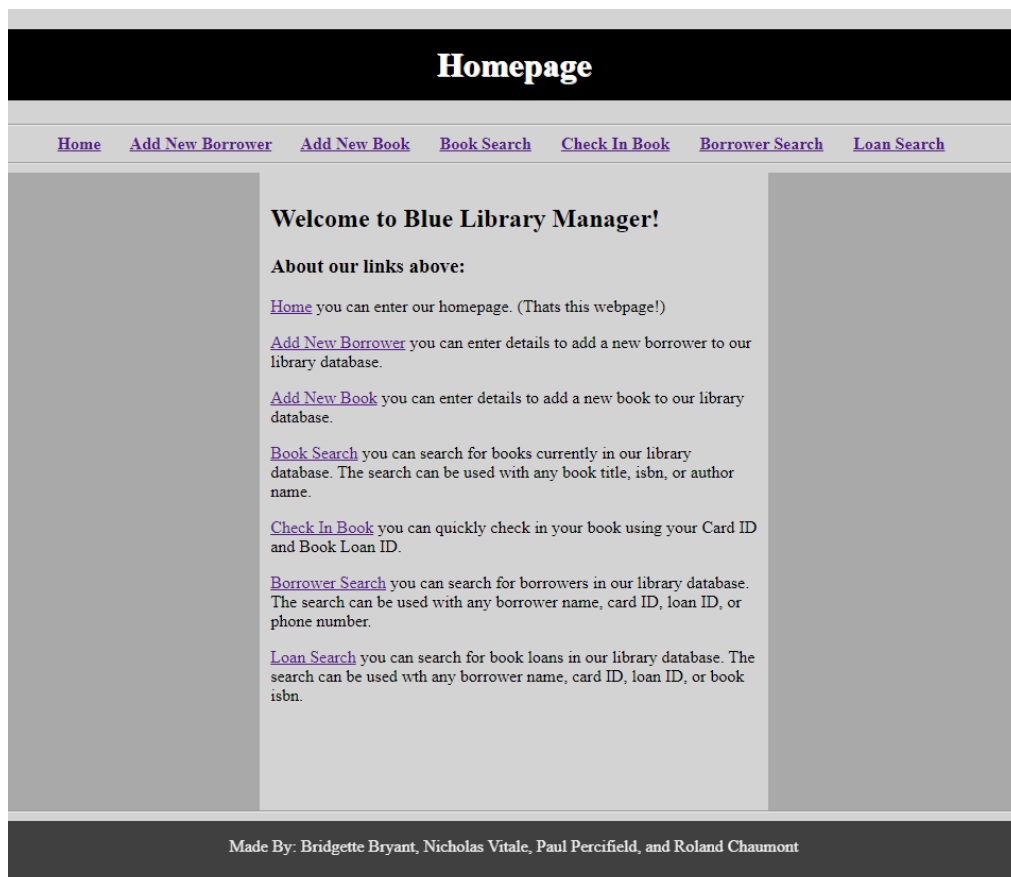 Homepage
Home Add New Borrower Add New Book Book Search Check In Book Borrower Search Loan Search
Welcome to Blue Library Manager!
About our links above:
Home you can enter our homepage. (Thats this webpage!)
Add New Borrower you can enter details to add a new borrower to our
library database.
Add New Book you can enter details to add a new book to our library
database.
Book Search you can search for books currently in our library
database. The search can be used with any book title, isbn, or author
name.
Check In Book you can quickly check in your book using your Card ID
and Book Loan ID.
Borrower Search you can search for borrowers in our library database.
The search can be used with any borrower name, card ID, loan ID, or
phone number.
Loan Search you can search for book loans in our library database. The
search can be used wth any borrower name, card ID, loan ID, or book
isbn.
Made By: Bridgette Bryant, Nicholas Vitale, Paul Percifield, and Roland Chaumont